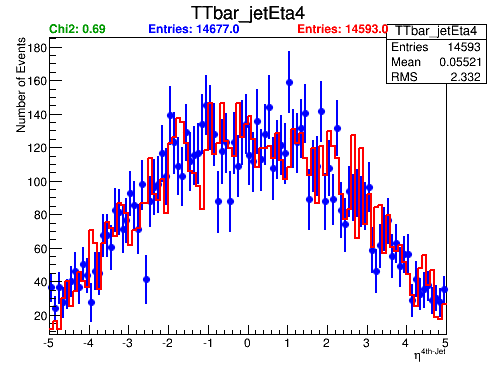 TTbar_jetEta4
Chi2: 0.69
Entries: 14677.0
Entries: 14593.0
TTbar_jetEta4
Entries 14593
Mean 0.05521
RMS 2.332
Number of Events
180
160
140
120
100
80
60
40
20
-5 -4 -3 -2 -1 0 1 2 3 4 5
η4th-Jet